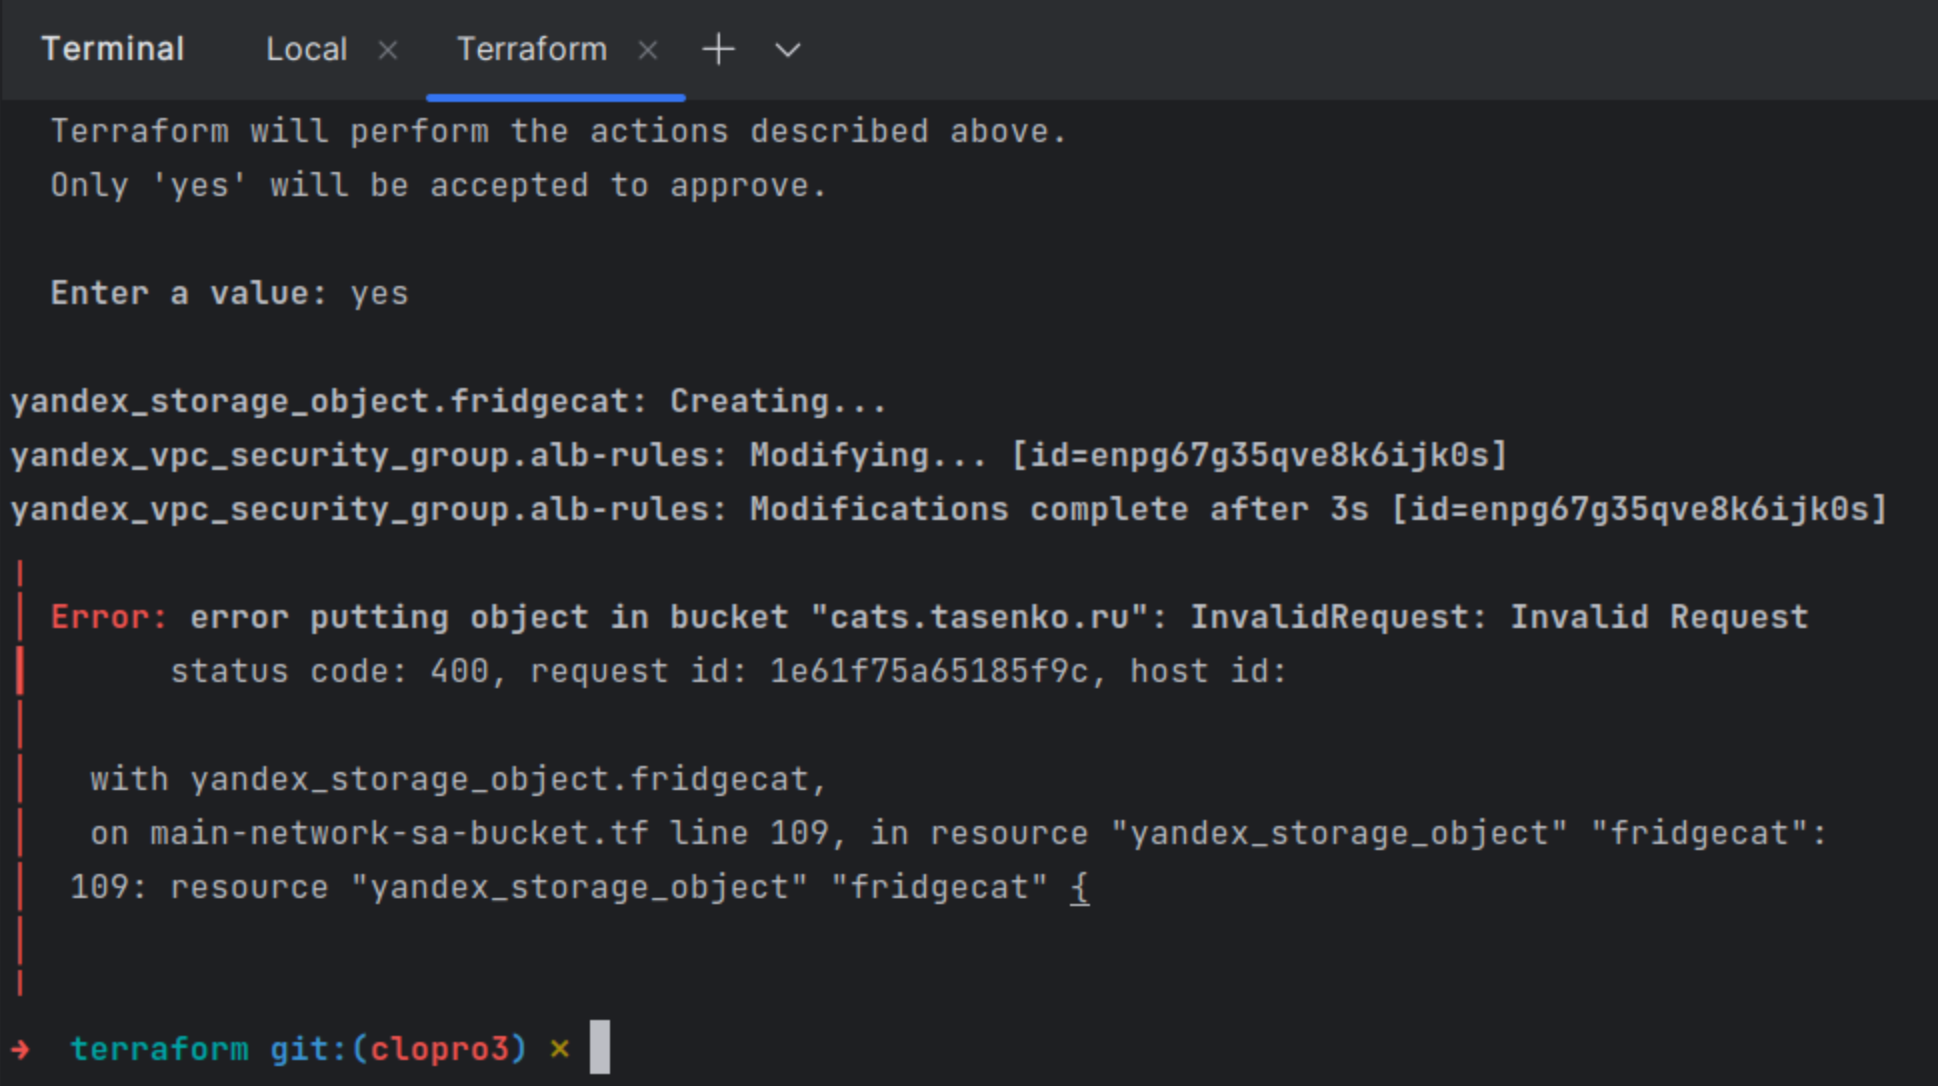 Terminal Local × Terraform × +
Terraform will perform the actions described above.
Only 'yes' will be accepted to approve.
Enter a value: yes
yandex_storage_object.fridgecat: Creating...
yandex_vpc_security_group.alb-rules: Modifying... [id=enpg67g35qve8k6ijk0s]
yandex_vpc_security_group.alb-rules: Modifications complete after 3s [id=enpg67g35qve8k6ijk0s]
Error: error putting object in bucket "cats.tasenko.ru": InvalidRequest: Invalid Request
status code: 400, request id: 1e61f75a65185f9c, host id:
with yandex_storage_object.fridgecat,
on main-network-sa-bucket.tf line 109, in resource "yandex_storage_object" "fridgecat":
109: resource "yandex_storage_object" "fridgecat" {
→ terraform git:(clopro3) ×